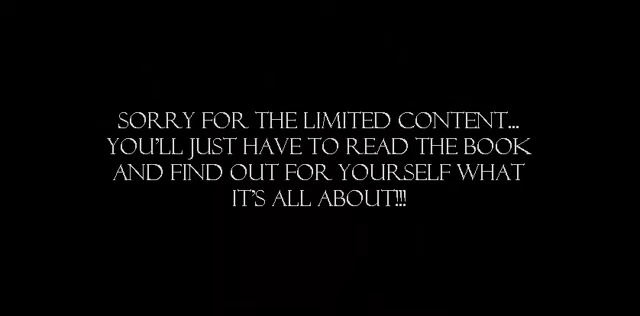 SORRY FOR THE LIMITED CONTENT...
YOU'LL JUST HAVE TO READ THE BOOK
AND FIND OUT FOR YOURSELF WHAT
IT'S ALL ABOUT!!!